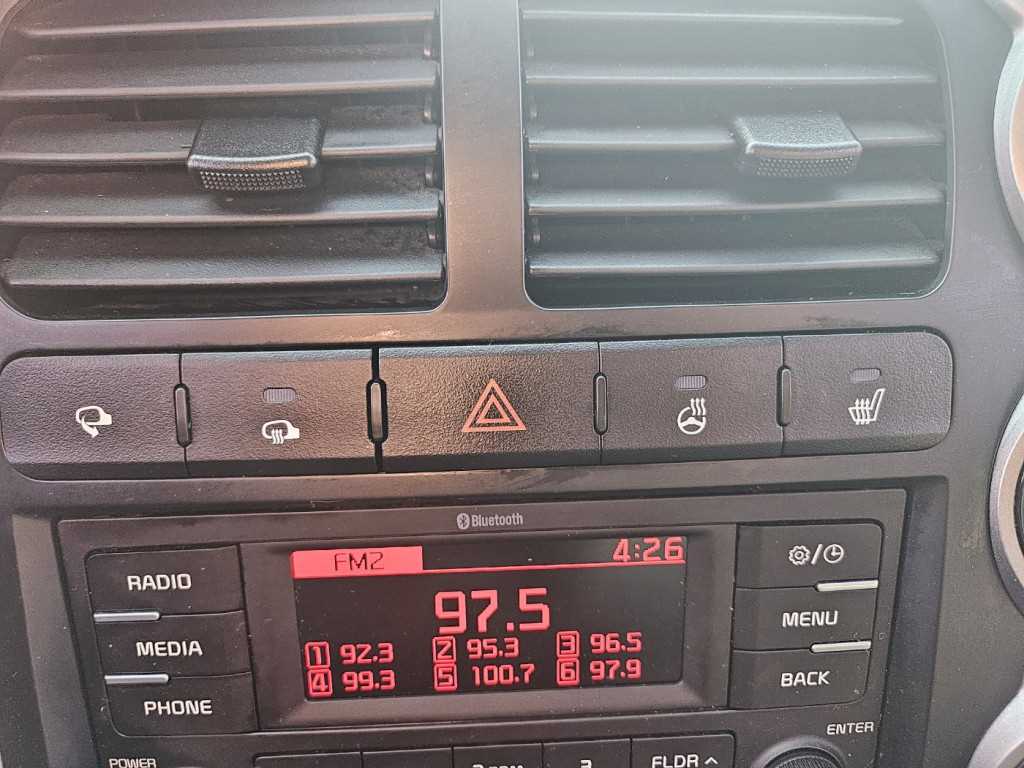 Bluetooth
RADIO
MEDIA
PHONE
FM2 4:26
97.5
1 92.3 2 95.3 3 96.5
4 99.3 5 100.7 6 97.9
MENU
BACK
ENTER
POWER
3
FLDR